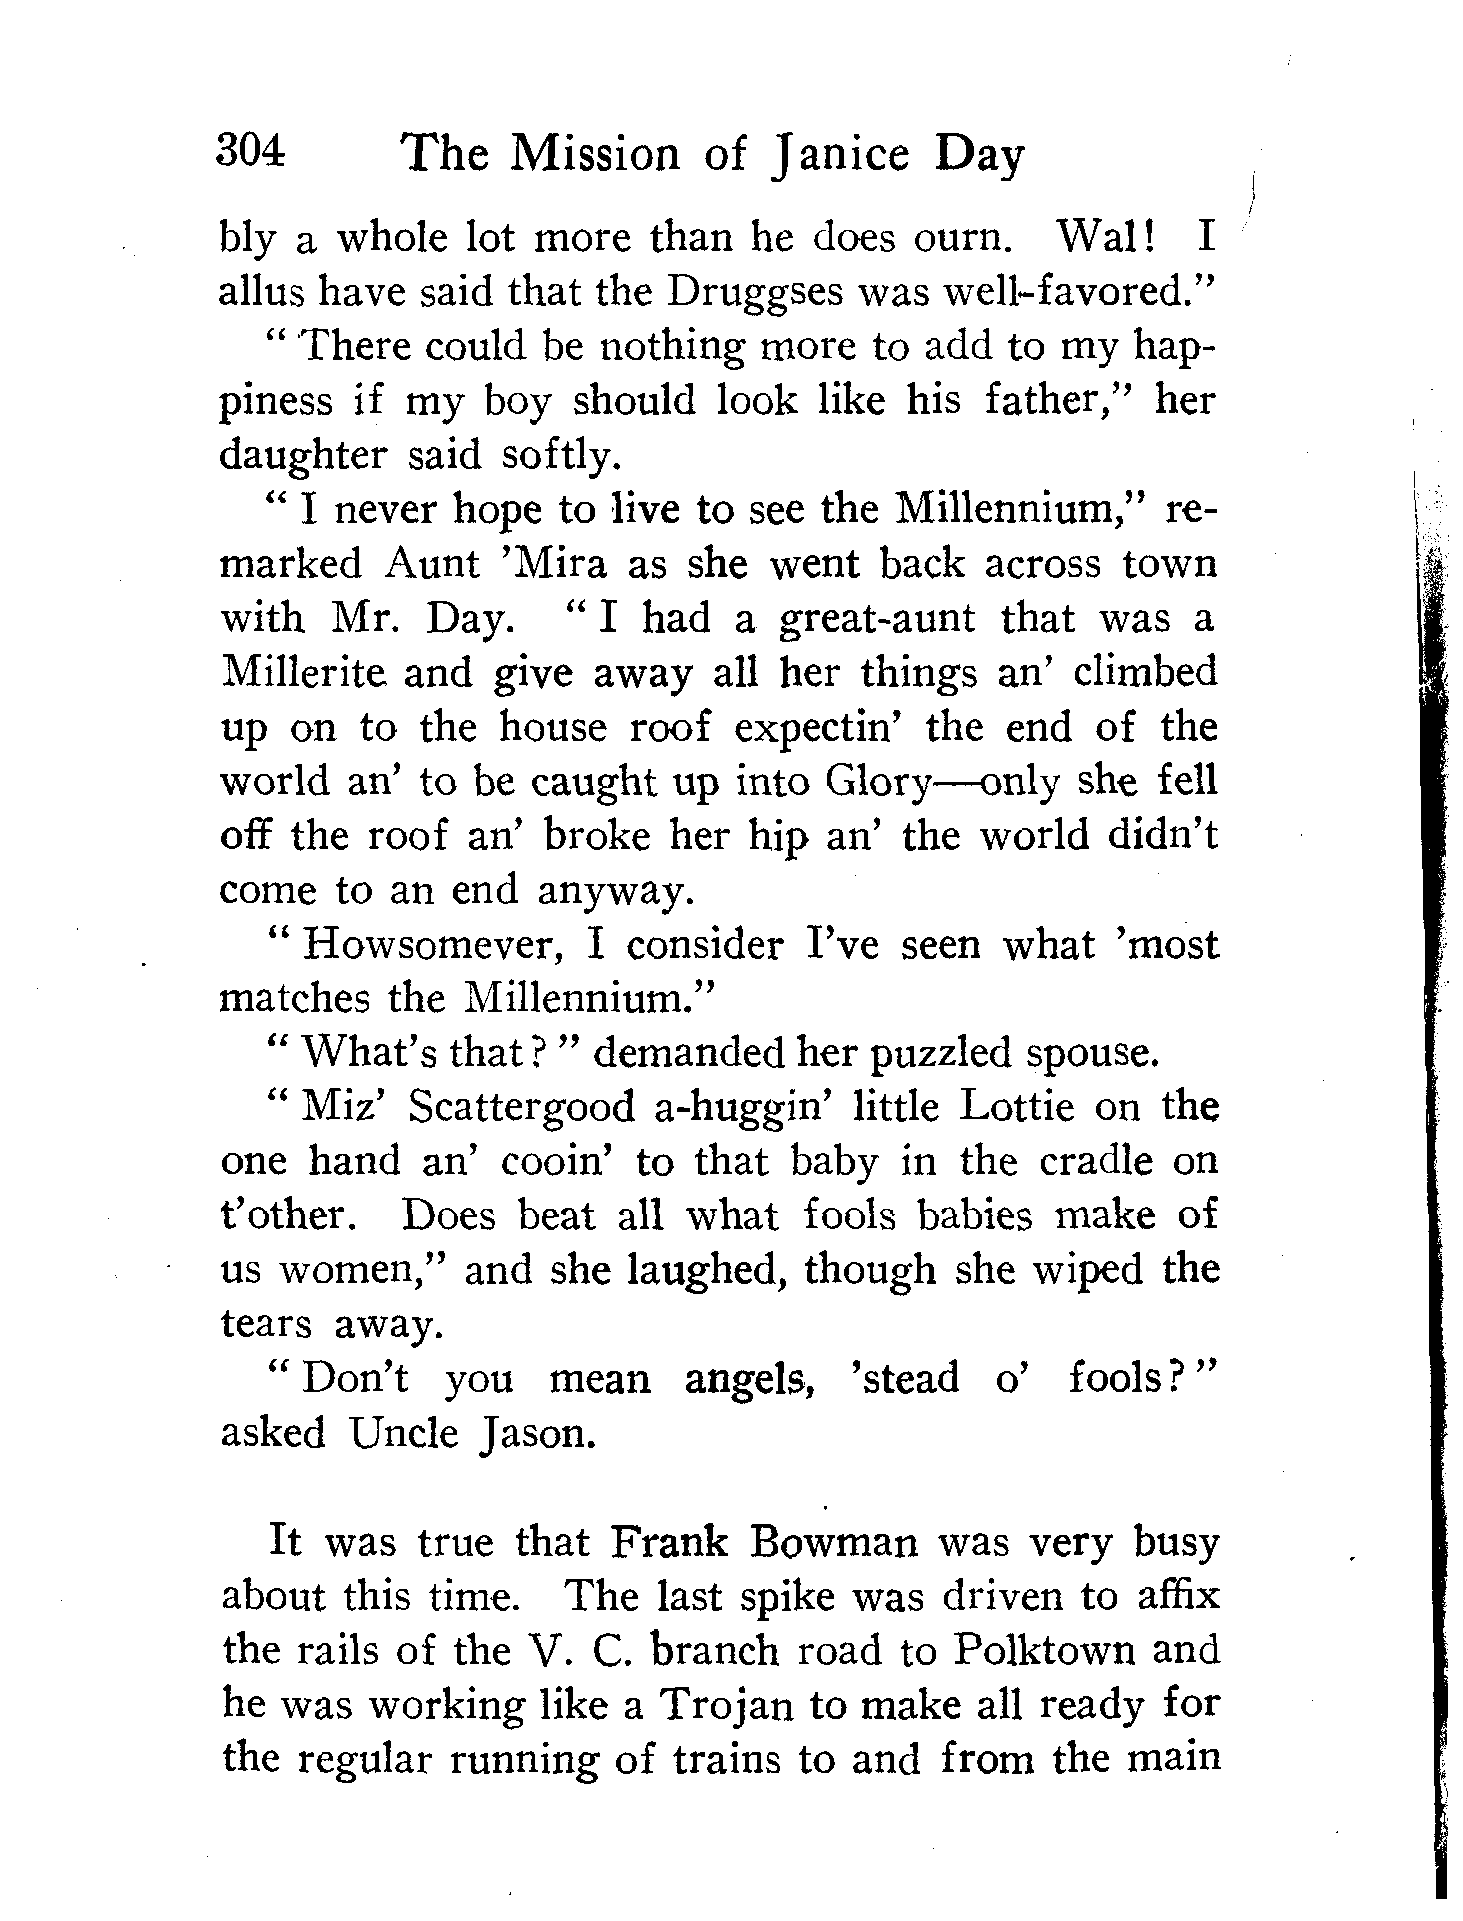 304 The Mission of Janice Day
bly a whole lot more than he does ourn. Wal! I
allus have said that the Druggses was well-favored."
" There could be nothing more to add to my hap-
piness if my boy should look like his father," her
daughter said softly.
" I never hope to live to see the Millennium," re-
marked Aunt 'Mira as she went back across town
with Mr. Day. " I had a great-aunt that was a
Millerite and give away all her things an' climbed
up on to the house roof expectin' the end of the
world an' to be caught up into Glory—only she fell
off the roof an' broke her hip an' the world didn't
come to an end anyway.
" Howsomever, I consider I've seen what 'most
matches the Millennium."
" What's that? " demanded her puzzled spouse.
" Miz' Scattergood a-huggin' little Lottie on the
one hand an' cooin' to that baby in the cradle on
t'other. Does beat all what fools babies make of
us women," and she laughed, though she wiped the
tears away.
" Don't you mean angels, 'stead o' fools? "
asked Uncle Jason.
It was true that Frank Bowman was very busy
about this time. The last spike was driven to affix
the rails of the V. C. branch road to Polktown and
he was working like a Trojan to make all ready for
the regular running of trains to and from the main